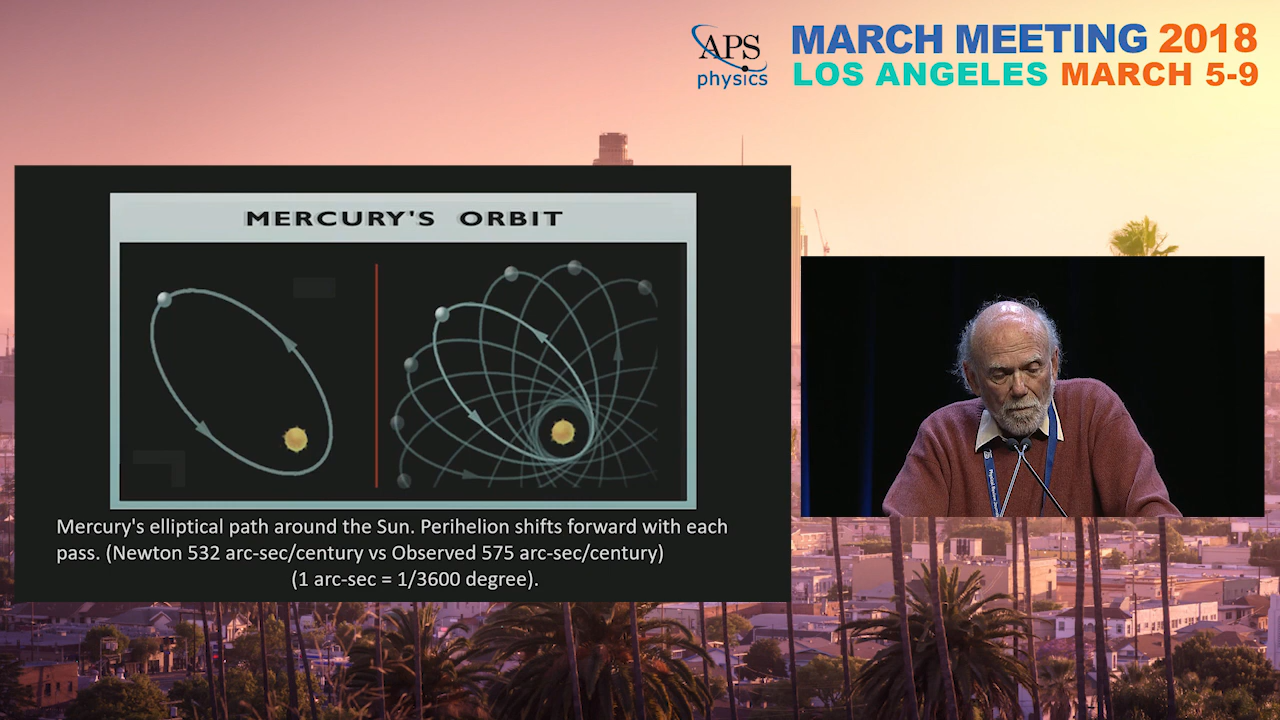 APS
physics
MARCH MEETING 2018
LOS ANGELES MARCH 5-9
MERCURY'S ORBIT
Mercury's elliptical path around the Sun. Perihelion shifts forward with each
pass. (Newton 532 arc-sec/century vs Observed 575 arc-sec/century)
(1 arc-sec = 1/3600 degree).